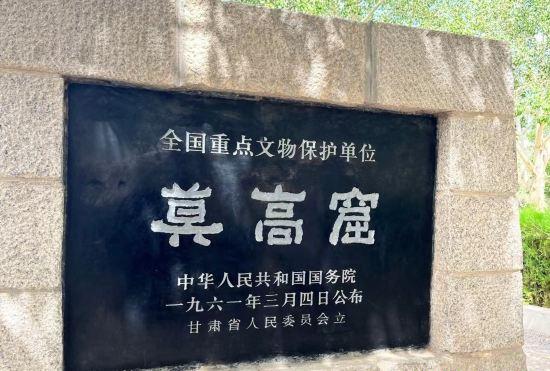 全国重点文物保护单位
莫高窟
中华人民共和国国务院
一九六一年三月四日公布
甘肃省人民委员会立